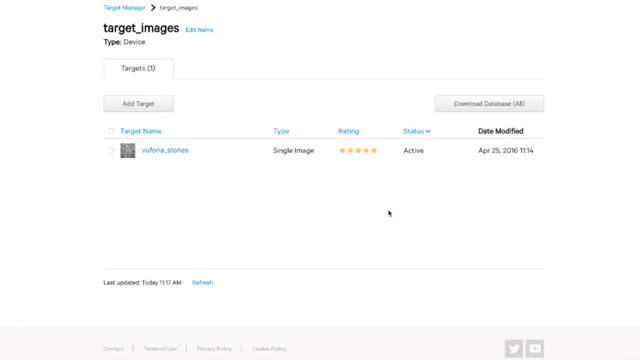 Target Manager > target_images
target_images Edit Name
Type: Device
Targets (1)
Add Target Download Database (All)
Target Name Type Rating Status Date Modified
vuforia_stones Single Image Active Apr 25, 2016 11:14
Last updated: Today 11:17 AM Refresh
Contact | Terms of Use | Privacy Policy | Cookie Policy